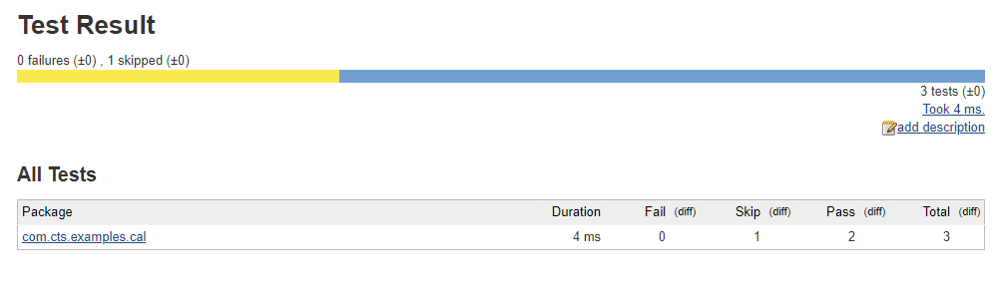 Test Result
0 failures (±0) , 1 skipped (±0)
3 tests (±0)
Took 4 ms.
add description
All Tests
Package Duration Fail (diff) Skip (diff) Pass (diff) Total (diff)
com.cts.examples.cal 4 ms 0 1 2 3